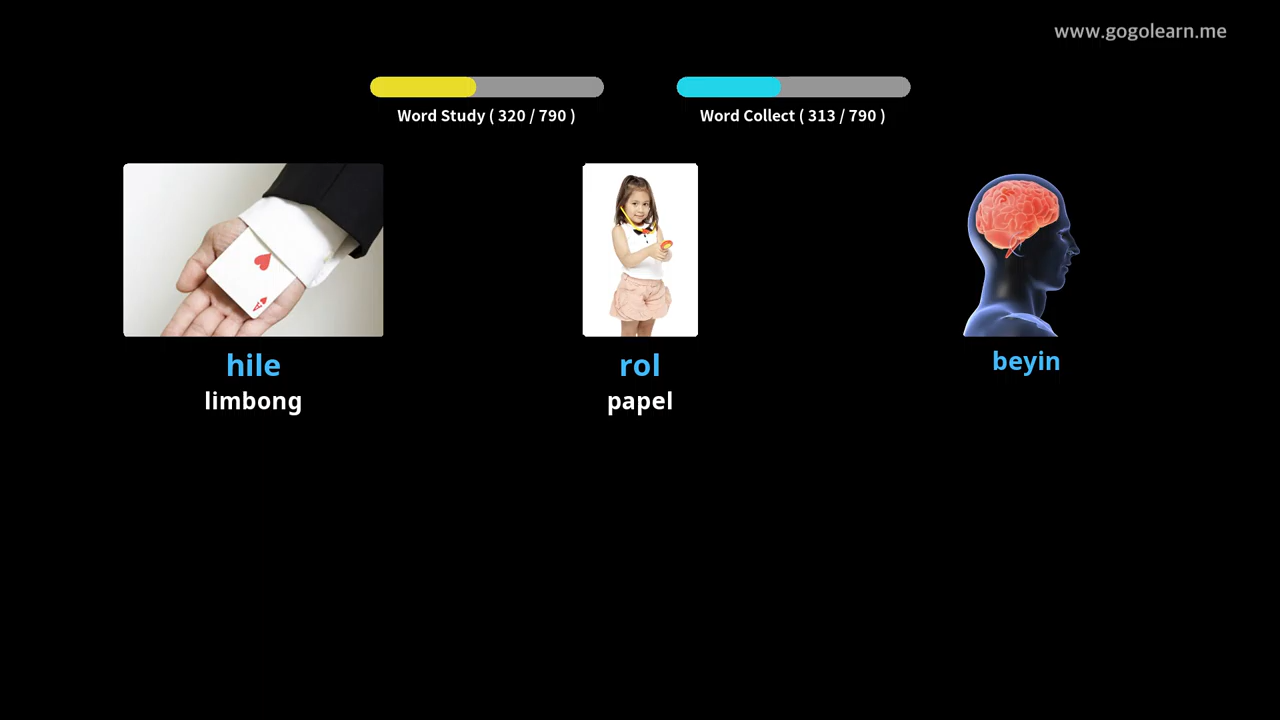 www.gogolearn.me
Word Study ( 320 / 790 )
Word Collect ( 313 / 790 )
hile
limbong
rol
papel
beyin